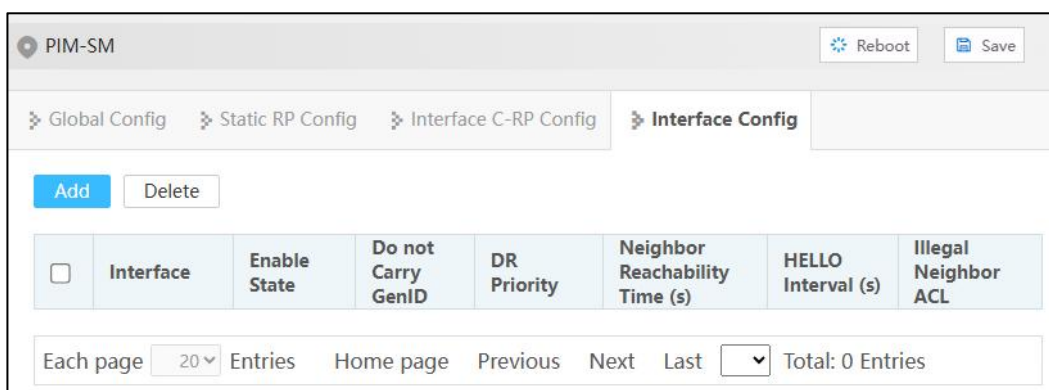 PIM-SM Reboot Save
Global Config Static RP Config Interface C-RP Config Interface Config
Add Delete
Interface Enable State Do not Carry GenID DR Priority Neighbor Reachability Time (s) HELLO Interval (s) Illegal Neighbor ACL
Each page 20 Entries Home page Previous Next Last Total: 0 Entries